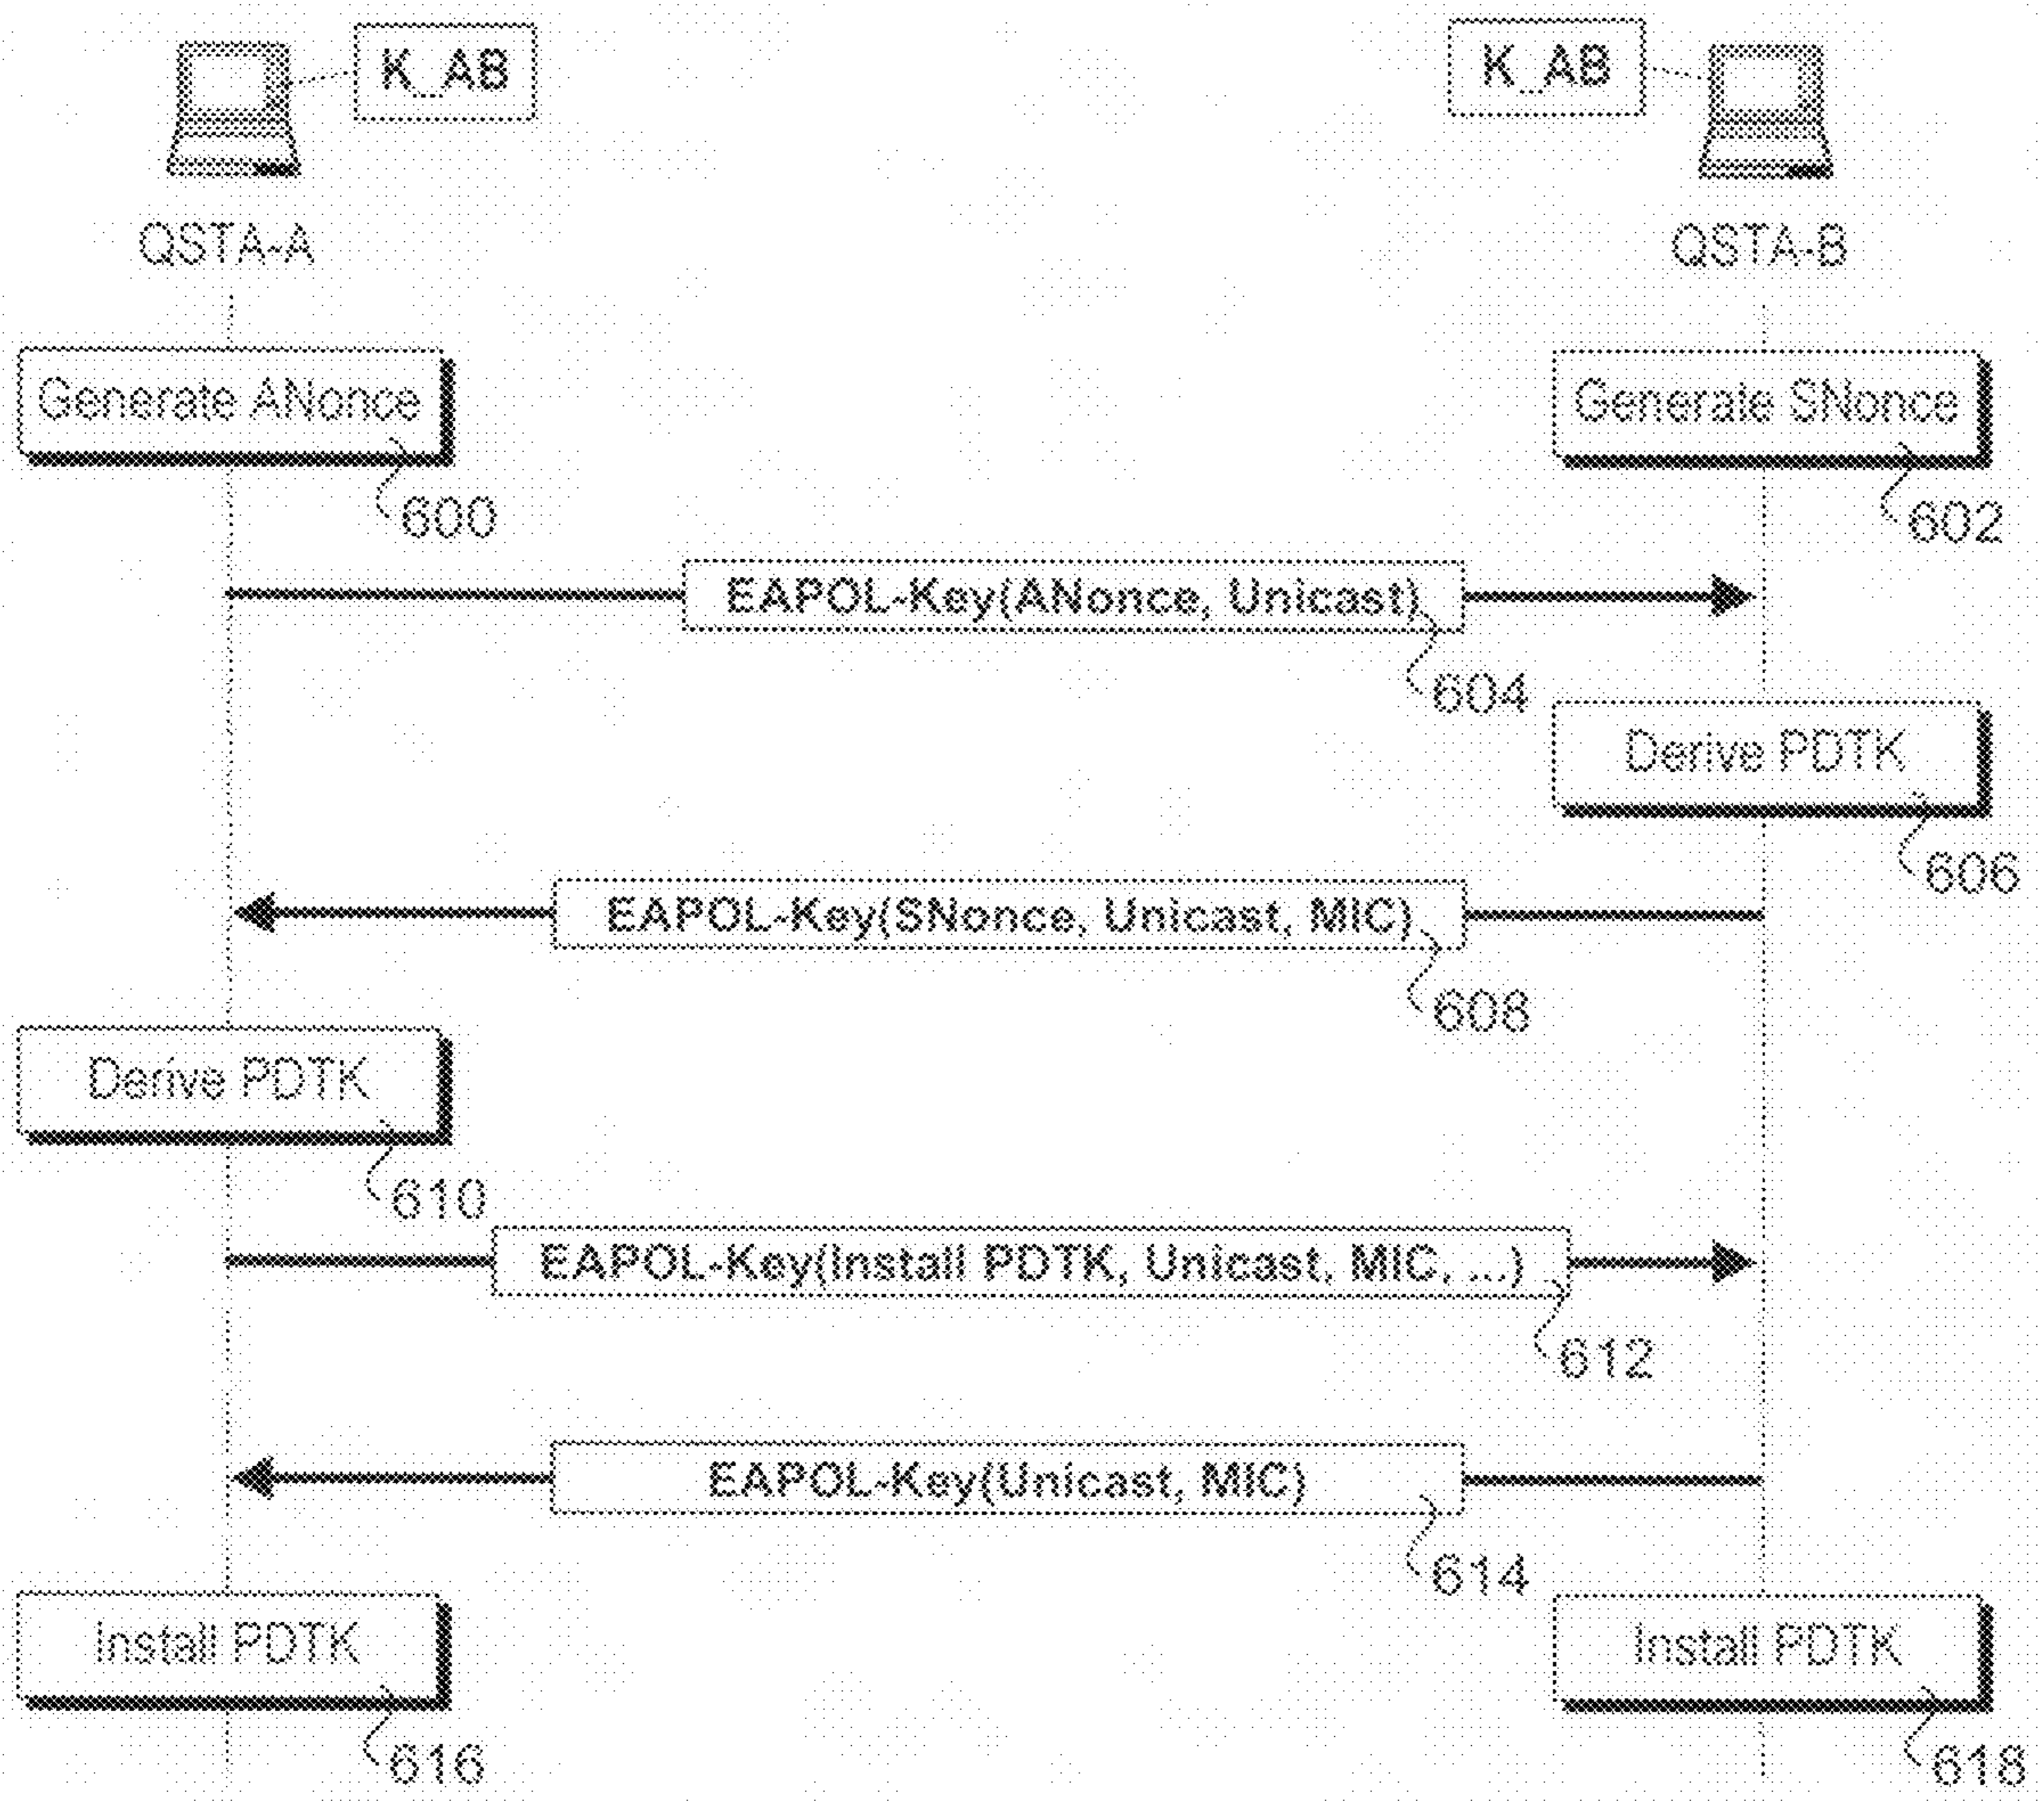 K_AB
K_AB
QSTA-A
QSTA-B
Generate ANonce
Generate SNonce
600
602
EAPOL-Key(ANonce, Unicast)
604
Derive PDTK
606
EAPOL-Key(SNonce, Unicast, MIC)
608
Derive PDTK
610
EAPOL-Key(Install PDTK, Unicast, MIC, ...)
612
EAPOL-Key(Unicast, MIC)
614
Install PDTK
Install PDTK
616
618